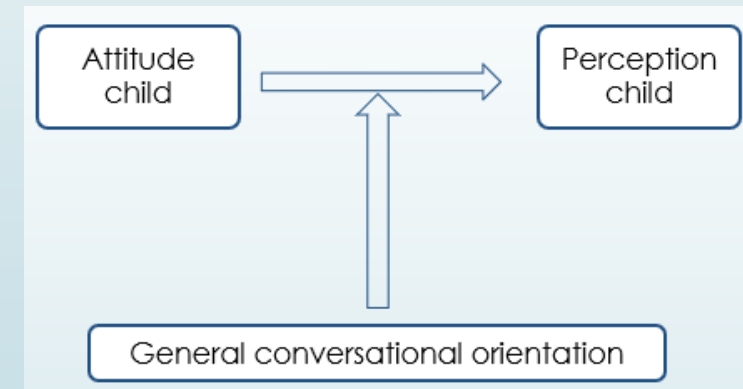 Attitude
child
Perception
child
General conversational orientation